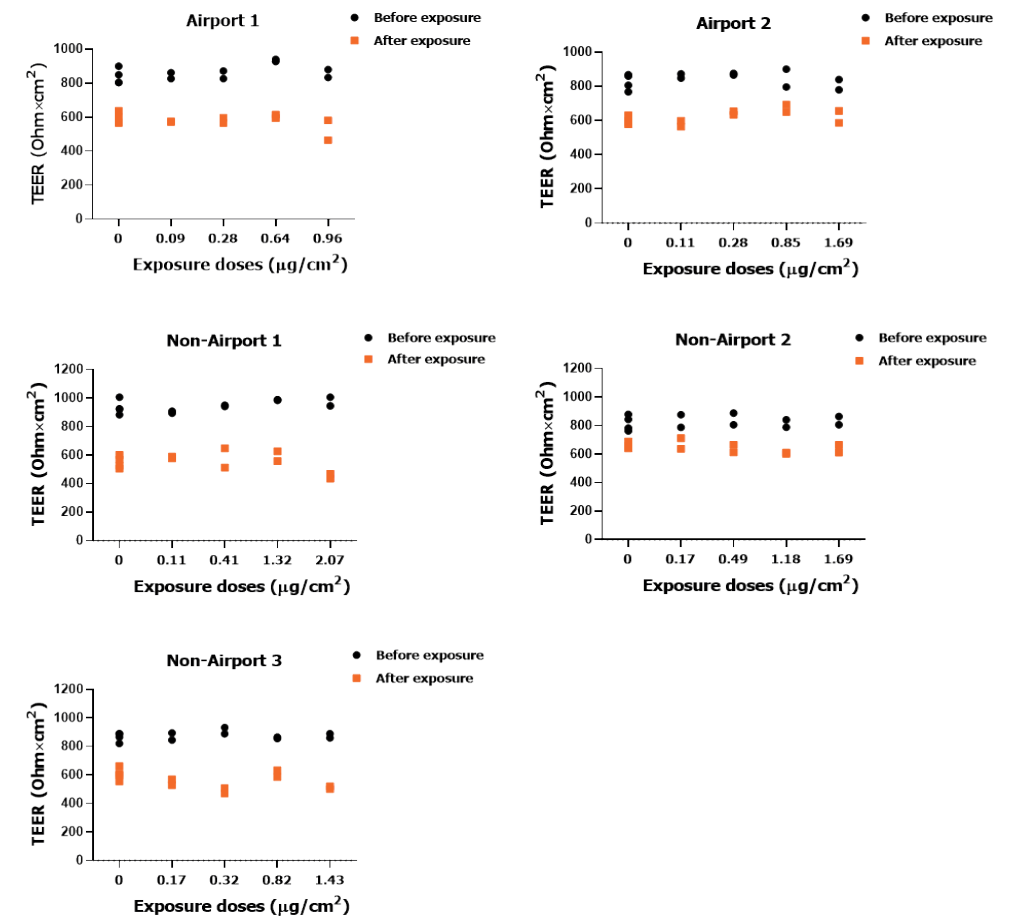 Airport 1
Before exposure
After exposure
TEER (Ohm×cm²)
1000
800
600
400
200
0
0 0.09 0.28 0.64 0.96
Exposure doses (µg/cm²)
Airport 2
Before exposure
After exposure
TEER (Ohm×cm²)
1000
800
600
400
200
0
0 0.11 0.28 0.85 1.69
Exposure doses (µg/cm²)
Non-Airport 1
Before exposure
After exposure
TEER (Ohm×cm²)
1200
1000
800
600
400
200
0
0 0.11 0.41 1.32 2.07
Exposure doses (µg/cm²)
Non-Airport 2
Before exposure
After exposure
TEER (Ohm×cm²)
1200
1000
800
600
400
200
0
0 0.17 0.49 1.18 1.69
Exposure doses (µg/cm²)
Non-Airport 3
Before exposure
After exposure
TEER (Ohm×cm²)
1200
1000
800
600
400
200
0
0 0.17 0.32 0.82 1.43
Exposure doses (µg/cm²)